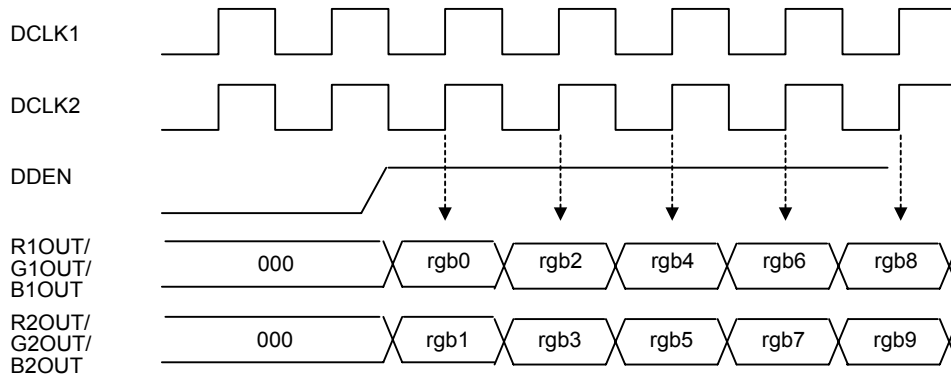 DCLK1
DCLK2
DDEN
R1OUT/
G1OUT/
B1OUT
000 rgb0 rgb2 rgb4 rgb6 rgb8
R2OUT/
G2OUT/
B2OUT
000 rgb1 rgb3 rgb5 rgb7 rgb9